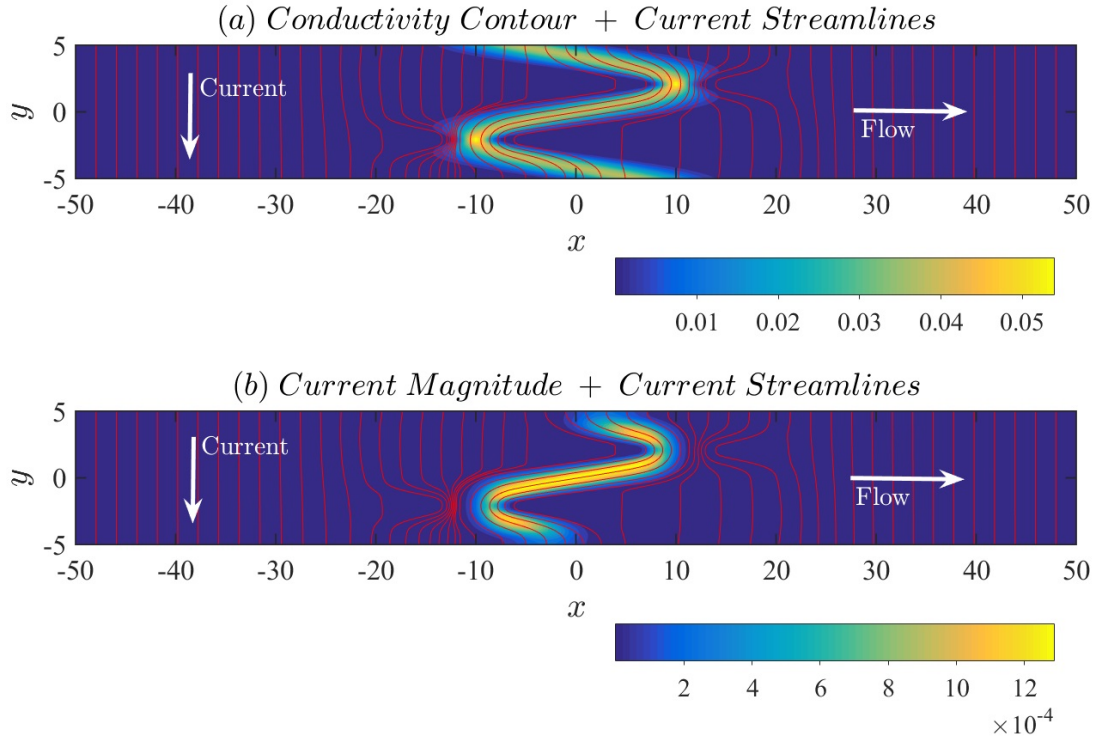 (a) Conductivity Contour + Current Streamlines
5
0
-5
y
Current
Flow
-50 -40 -30 -20 -10 0 10 20 30 40 50
x
0.01 0.02 0.03 0.04 0.05
(b) Current Magnitude + Current Streamlines
5
0
-5
y
Current
Flow
-50 -40 -30 -20 -10 0 10 20 30 40 50
x
2 4 6 8 10 12
×10⁻⁴